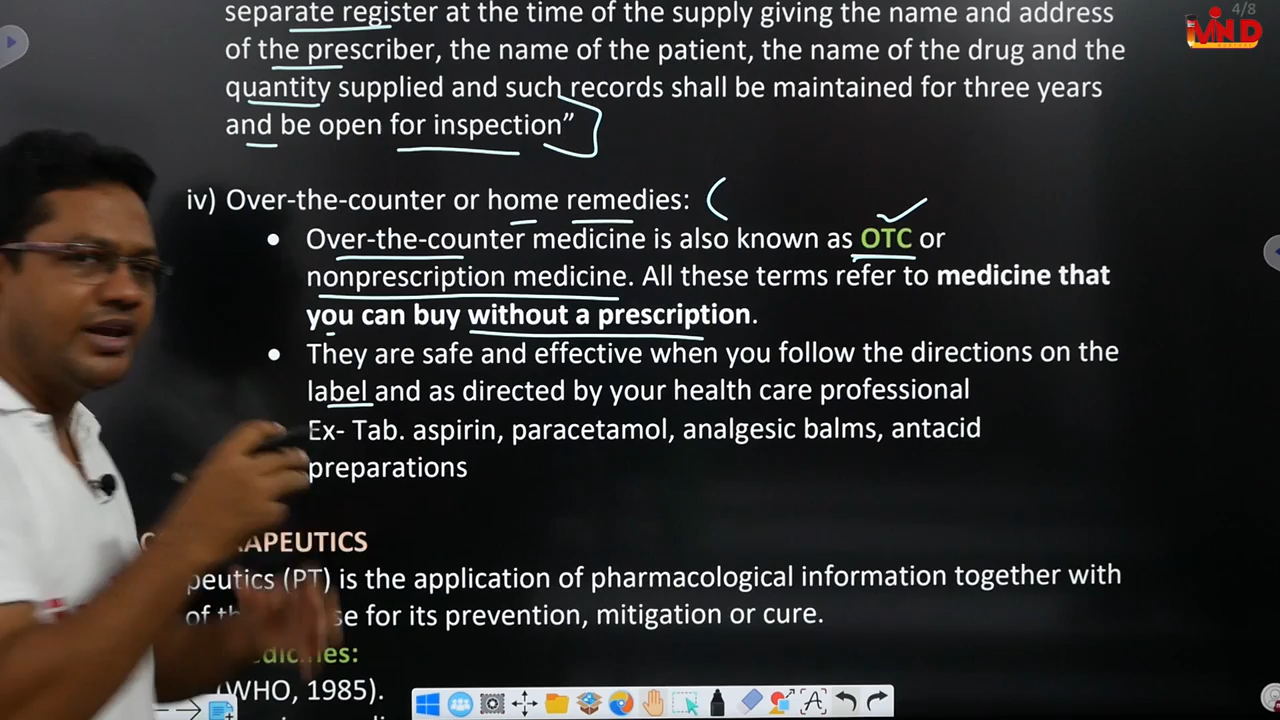 4/8
separate register at the time of the supply giving the name and address
of the prescriber, the name of the patient, the name of the drug and the
quantity supplied and such records shall be maintained for three years
and be open for inspection”
iv) Over-the-counter or home remedies:
• Over-the-counter medicine is also known as OTC or
nonprescription medicine. All these terms refer to medicine that
you can buy without a prescription.
• They are safe and effective when you follow the directions on the
label and as directed by your health care professional
Ex- Tab. aspirin, paracetamol, analgesic balms, antacid
preparations
APEUTICS
peutics (PT) is the application of pharmacological information together with
of for its prevention, mitigation or cure.
(WHO, 1985).